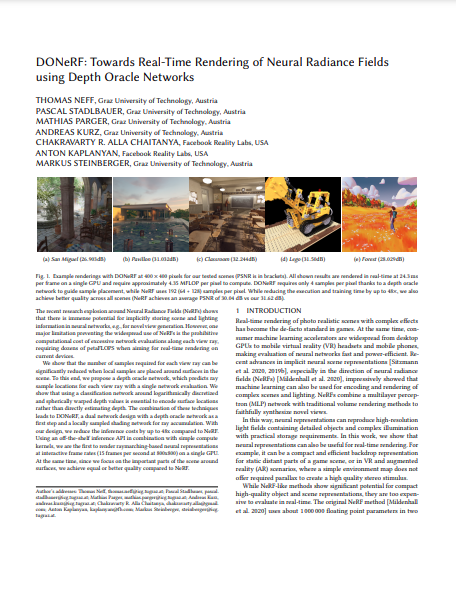 DONeRF: Towards Real-Time Rendering of Neural Radiance Fields
using Depth Oracle Networks
THOMAS NEFF, Graz University of Technology, Austria
PASCAL STADLBAUER, Graz University of Technology, Austria
MATHIAS PARGER, Graz University of Technology, Austria
ANDREAS KURZ, Graz University of Technology, Austria
CHAKRAVARTY R. ALLA CHAITANYA, Facebook Reality Labs, USA
ANTON KAPLANYAN, Facebook Reality Labs, USA
MARKUS STEINBERGER, Graz University of Technology, Austria
(a) San Miguel (26.903dB) (b) Pavillon (31.032dB) (c) Classroom (32.244dB) (d) Lego (31.50dB) (e) Forest (28.029dB)
Fig. 1. Example renderings with DONeRF at 400 × 400 pixels for our tested scenes (PSNR is in brackets). All shown results are rendered in real-time at 24.3 ms
per frame on a single GPU and require approximately 4.35 MFLOP per pixel to compute. DONeRF requires only 4 samples per pixel thanks to a depth oracle
network to guide sample placement, while NeRF uses 192 (64 + 128) samples per pixel. While reducing the execution and training time by up to 48×, we also
achieve better quality across all scenes (NeRF achieves an average PSNR of 30.04 dB vs our 31.62 dB).
The recent research explosion around Neural Radiance Fields (NeRFs) shows
that there is immense potential for implicitly storing scene and lighting
information in neural networks, e.g., for novel view generation. However, one
major limitation preventing the widespread use of NeRFs is the prohibitive
computational cost of excessive network evaluations along each view ray,
requiring dozens of petaFLOPS when aiming for real-time rendering on
current devices.
We show that the number of samples required for each view ray can be
significantly reduced when local samples are placed around surfaces in the
scene. To this end, we propose a depth oracle network, which predicts ray
sample locations for each view ray with a single network evaluation. We
show that using a classification network around logarithmically discretized
and spherically warped depth values is essential to encode surface locations
rather than directly estimating depth. The combination of these techniques
leads to DONeRF, a dual network design with a depth oracle network as a
first step and a locally sampled shading network for ray accumulation. With
our design, we reduce the inference costs by up to 48x compared to NeRF.
Using an off-the-shelf inference API in combination with simple compute
kernels, we are the first to render raymarching-based neural representations
at interactive frame rates (15 frames per second at 800x800) on a single GPU.
At the same time, since we focus on the important parts of the scene around
surfaces, we achieve equal or better quality compared to NeRF.
Author's addresses: Thomas Neff, thomas.neff@icg.tugraz.at; Pascal Stadlbauer, pascal.
stadlbauer@icg.tugraz.at; Mathias Parger, mathias.parger@icg.tugraz.at; Andreas Kurz,
andreas.kurz@icg.tugraz.at; Chakravarty R. Alla Chaitanya, chakravarty.alla@gmail.
com; Anton Kaplanyan, kaplanyan@fb.com; Markus Steinberger, steinberger@icg.
tugraz.at.
1 INTRODUCTION
Real-time rendering of photo realistic scenes with complex effects
has become the de-facto standard in games. At the same time, con-
sumer machine learning accelerators are widespread from desktop
GPUs to mobile virtual reality (VR) headsets and mobile phones,
making evaluation of neural networks fast and power-efficient. Re-
cent advances in implicit neural scene representations [Sitzmann
et al. 2020, 2019b], especially in the direction of neural radiance
fields (NeRFs) [Mildenhall et al. 2020], impressively showed that
machine learning can also be used for encoding and rendering of
complex scenes and lighting. NeRFs combine a multilayer percep-
tron (MLP) network with traditional volume rendering methods to
faithfully synthesize novel views.
In this way, neural representations can reproduce high-resolution
light fields containing detailed objects and complex illumination
with practical storage requirements. In this work, we show that
neural representations can also be useful for real-time rendering. For
example, it can be a compact and efficient backdrop representation
for static distant parts of a game scene, or in VR and augmented
reality (AR) scenarios, where a simple environment map does not
offer required parallax to create a high quality stereo stimulus.
While NeRF-like methods show significant potential for compact
high-quality object and scene representations, they are too expen-
sive to evaluate in real-time. The original NeRF method [Mildenhall
et al. 2020] uses about 1 000 000 floating point parameters in two